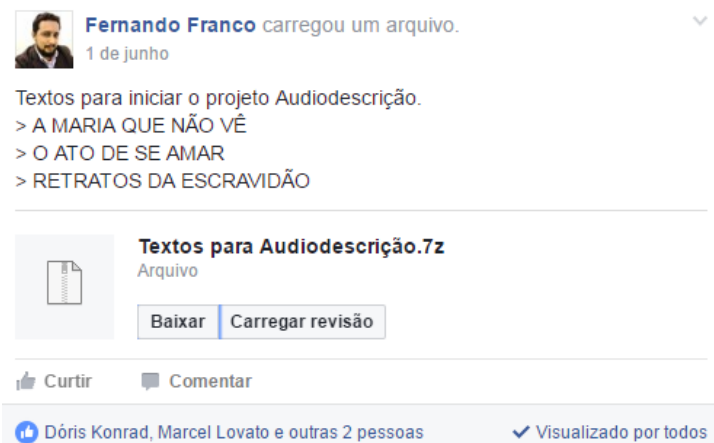 Fernando Franco carregou um arquivo.
1 de junho
Textos para iniciar o projeto Audiodescrição.
> A MARIA QUE NÃO VÊ
> O ATO DE SE AMAR
> RETRATOS DA ESCRAVIDÃO
Textos para Audiodescrição.7z
Arquivo
Baixar Carregar revisão
Curtir Comentar
Dóris Konrad, Marcel Lovato e outras 2 pessoas Visualizado por todos